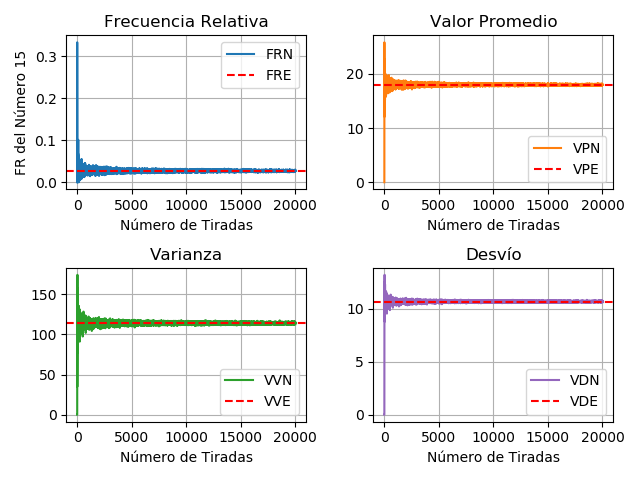 Frecuencia Relativa
FR del Número 15
0.3
0.2
0.1
0.0
FRN
FRE
0 5000 10000 15000 20000
Número de Tiradas
Valor Promedio
20
10
0
VPN
VPE
0 5000 10000 15000 20000
Número de Tiradas
Varianza
150
100
50
0
VVN
VVE
0 5000 10000 15000 20000
Número de Tiradas
Desvío
10
5
0
VDN
VDE
0 5000 10000 15000 20000
Número de Tiradas